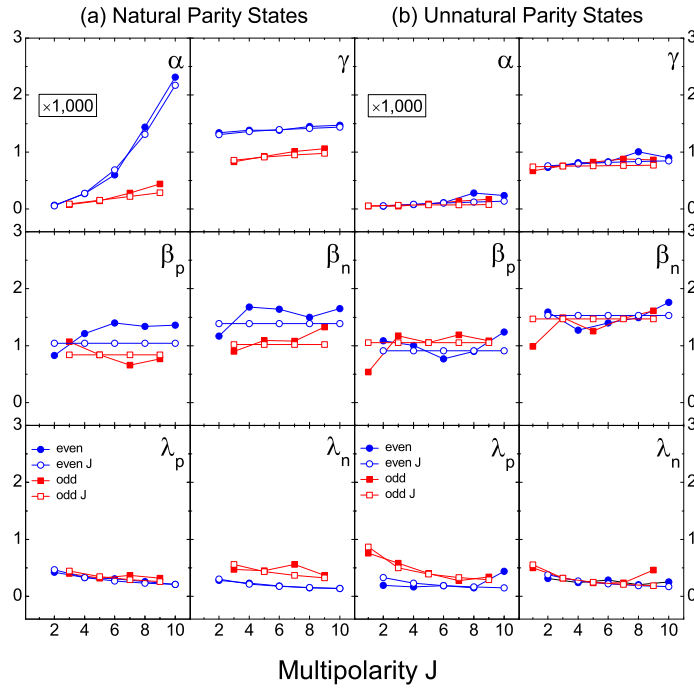 (a) Natural Parity States (b) Unnatural Parity States
3 α γ α γ 3
×1,000 ×1,000
2 2
1 1
0 0
3 βp βn βp βn 3
2 2
1 1
0 0
3 λp λn λp λn 3
even even
even J even J
odd odd
odd J odd J
2 2
1 1
0 0
2 4 6 8 10 2 4 6 8 10 2 4 6 8 10 2 4 6 8 10
Multipolarity J